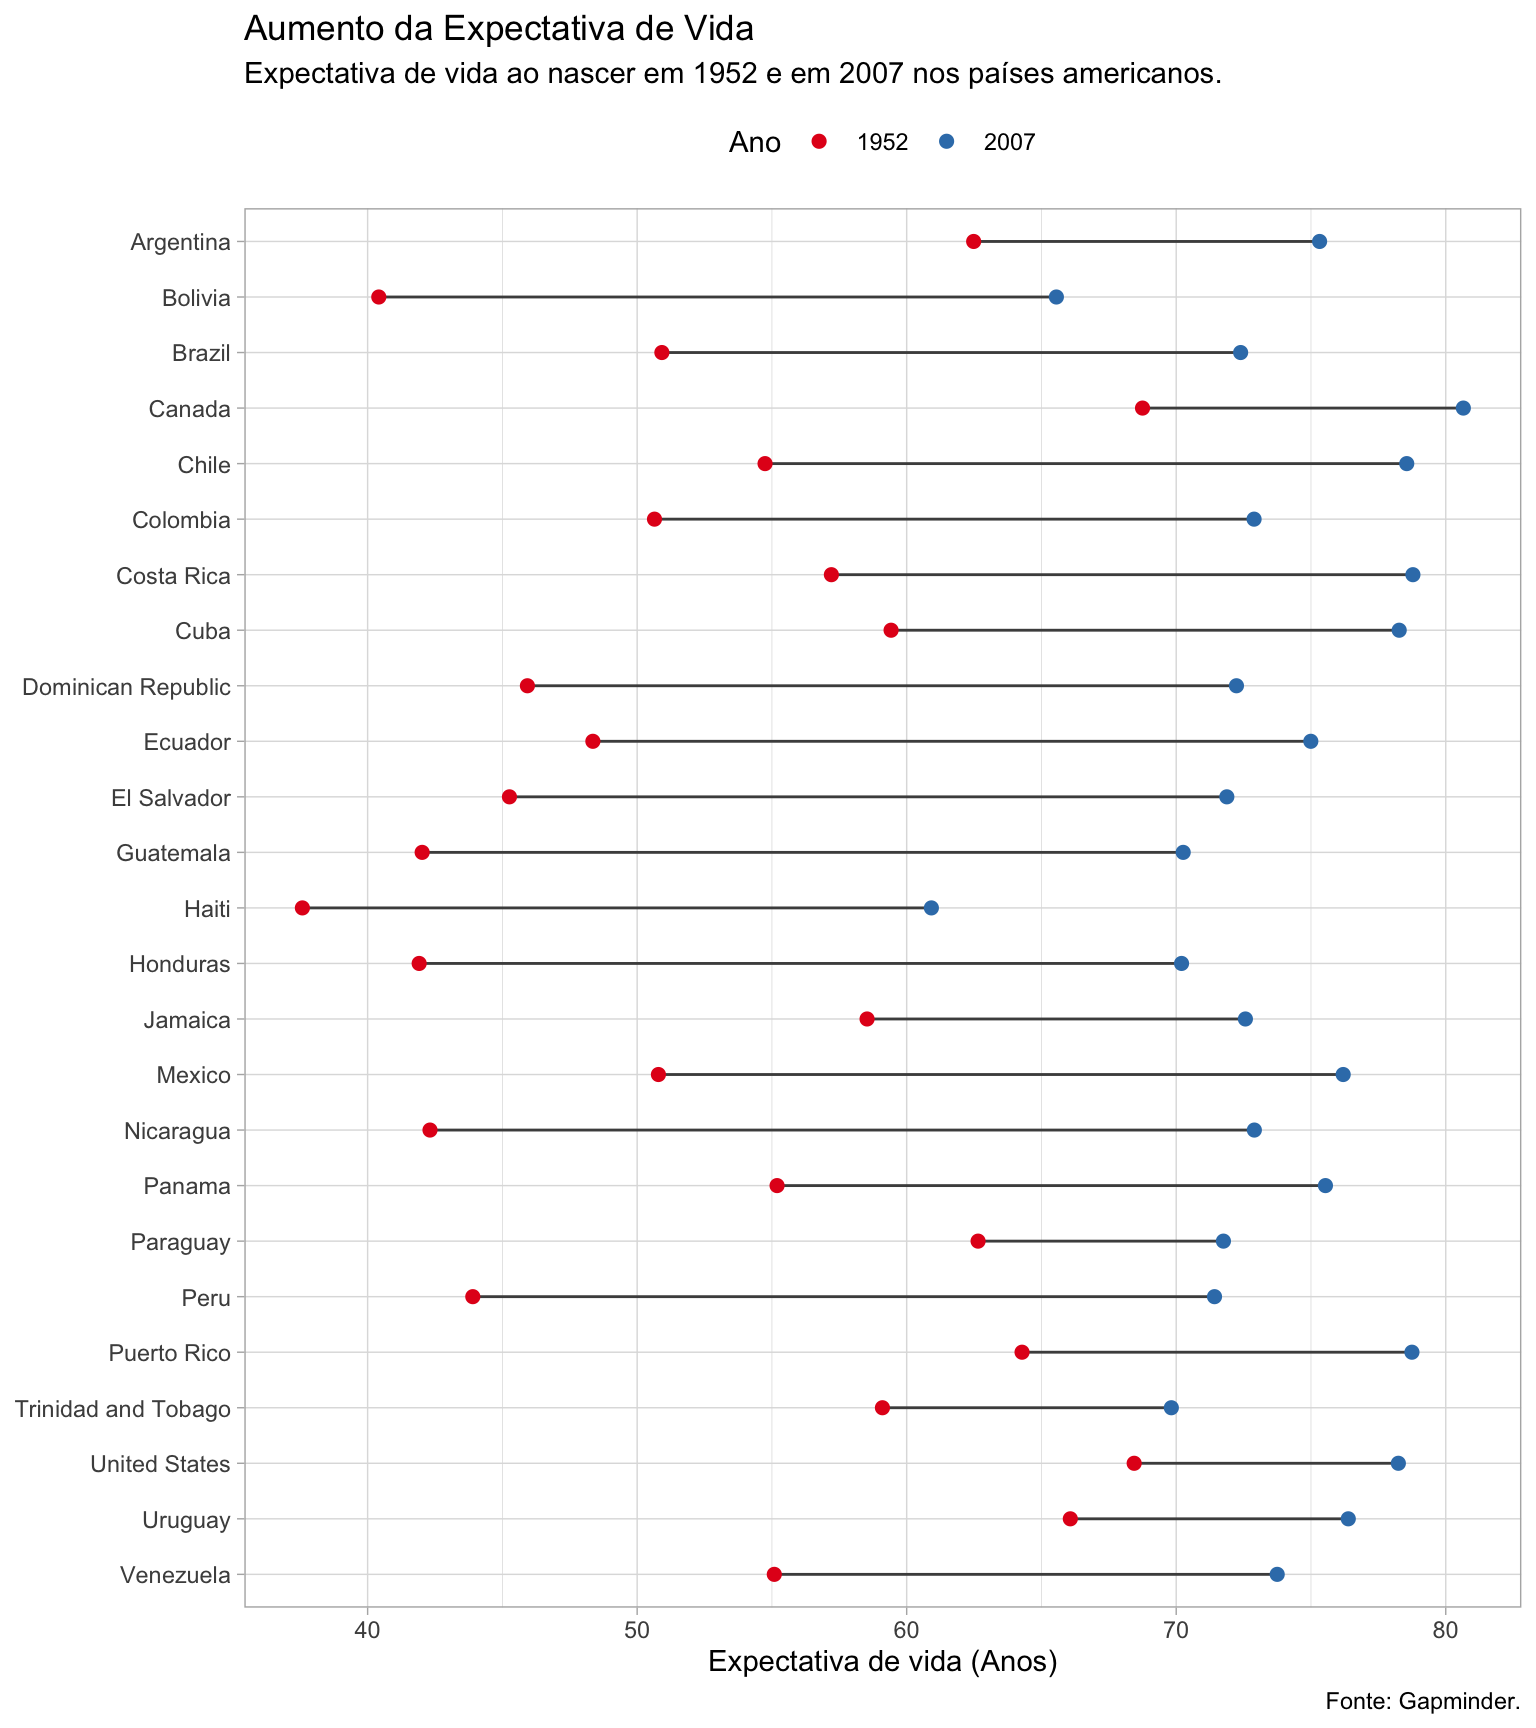 Aumento da Expectativa de Vida
Expectativa de vida ao nascer em 1952 e em 2007 nos países americanos.
Ano 1952 2007
Argentina
Bolivia
Brazil
Canada
Chile
Colombia
Costa Rica
Cuba
Dominican Republic
Ecuador
El Salvador
Guatemala
Haiti
Honduras
Jamaica
Mexico
Nicaragua
Panama
Paraguay
Peru
Puerto Rico
Trinidad and Tobago
United States
Uruguay
Venezuela
40 50 60 70 80
Expectativa de vida (Anos)
Fonte: Gapminder.